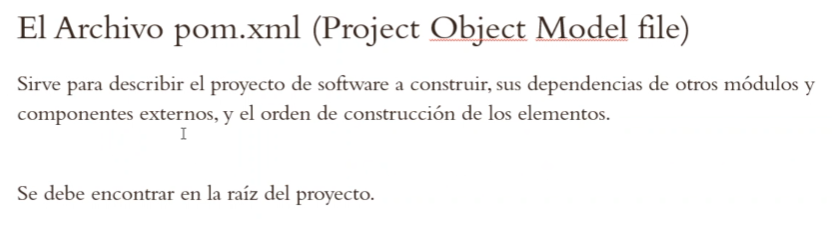 El Archivo pom.xml (Project Object Model file)
Sirve para describir el proyecto de software a construir, sus dependencias de otros módulos y
componentes externos, y el orden de construcción de los elementos.
Se debe encontrar en la raíz del proyecto.